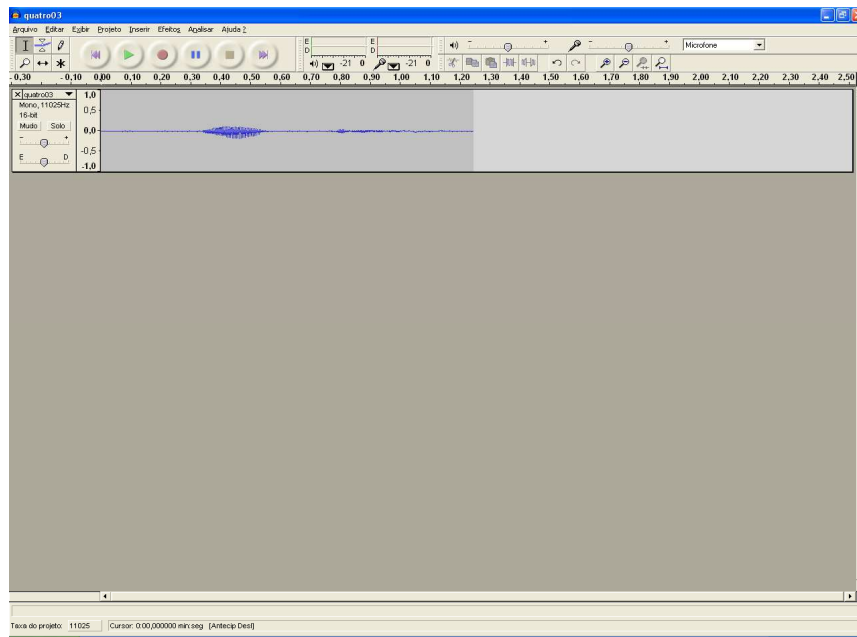 quatro03
Arquivo Editar Exibir Projeto Inserir Efeitos Analisar Ajuda ?
E E
D D
-21 0 -21 0
- + - + Microfone
- 0,30 - 0,10 0,00 0,10 0,20 0,30 0,40 0,50 0,60 0,70 0,80 0,90 1,00 1,10 1,20 1,30 1,40 1,50 1,60 1,70 1,80 1,90 2,00 2,10 2,20 2,30 2,40 2,50
quatro03 1,0
Mono, 11025Hz
16-bit 0,5
Mudo Solo 0,0
- +
E D -0,5
-1,0
Taxa do projeto: 11025 Cursor: 0:00,000000 min:seg [Antecip Desl]